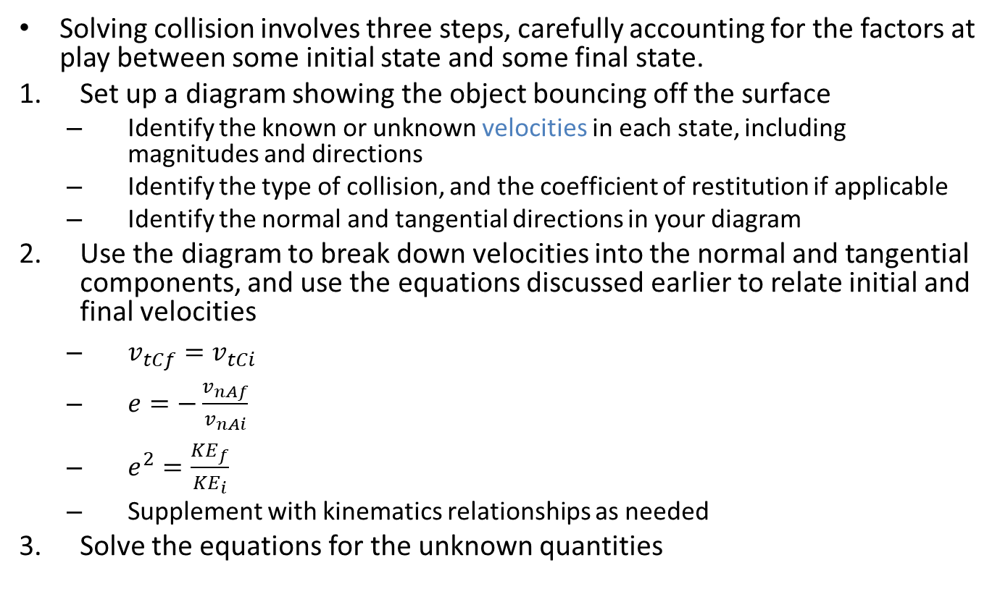 • Solving collision involves three steps, carefully accounting for the factors at
play between some initial state and some final state.
1. Set up a diagram showing the object bouncing off the surface
– Identify the known or unknown velocities in each state, including
magnitudes and directions
– Identify the type of collision, and the coefficient of restitution if applicable
– Identify the normal and tangential directions in your diagram
2. Use the diagram to break down velocities into the normal and tangential
components, and use the equations discussed earlier to relate initial and
final velocities
– $v_{tCf} = v_{tCi}$
– $e = -\frac{v_{nAf}}{v_{nAi}}$
– $e^2 = \frac{KE_f}{KE_i}$
– Supplement with kinematics relationships as needed
3. Solve the equations for the unknown quantities